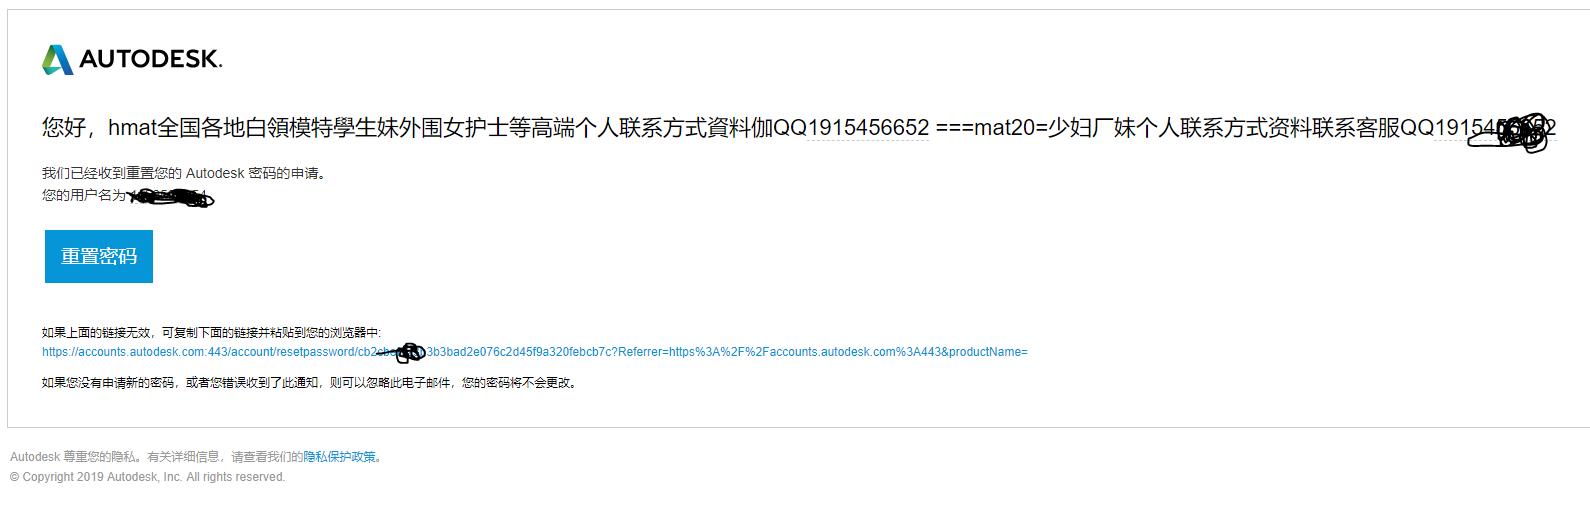 AUTODESK.
您好，hmat全国各地白領模特學生妹外围女护士等高端个人联系方式資料伽QQ1915456652 ===mat20=少妇厂妹个人联系方式资料联系客服QQ
我们已经收到重置您的 Autodesk 密码的申请。
您的用户名为
重置密码
如果上面的链接无效，可复制下面的链接并粘贴到您的浏览器中:
https://accounts.autodesk.com:443/account/resetpassword/ 3b3bad2e076c2d45f9a320febcb7c?Referrer=https%3A%2F%2Faccounts.autodesk.com%3A443&productName=
如果您没有申请新的密码，或者您错误收到了此通知，则可以忽略此电子邮件，您的密码将不会更改。
Autodesk 尊重您的隐私。有关详细信息，请查看我们的隐私保护政策。
© Copyright 2019 Autodesk, Inc. All rights reserved.